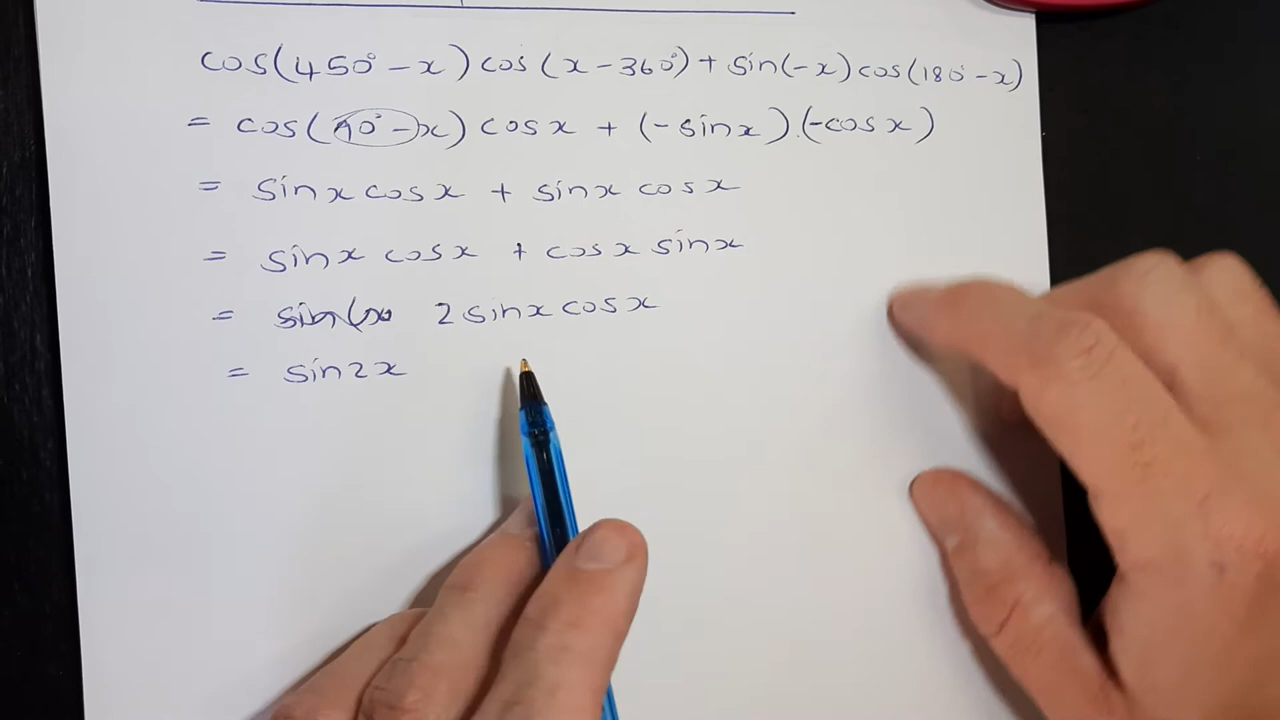 cos(450° - x) cos(x - 360°) + sin(-x) cos(180° - x)
= cos(90° - x) cos x + (-sin x).(-cos x)
= sin x cos x + sin x cos x
= sin x cos x + cos x sin x
= 2 sin x cos x
= sin 2x